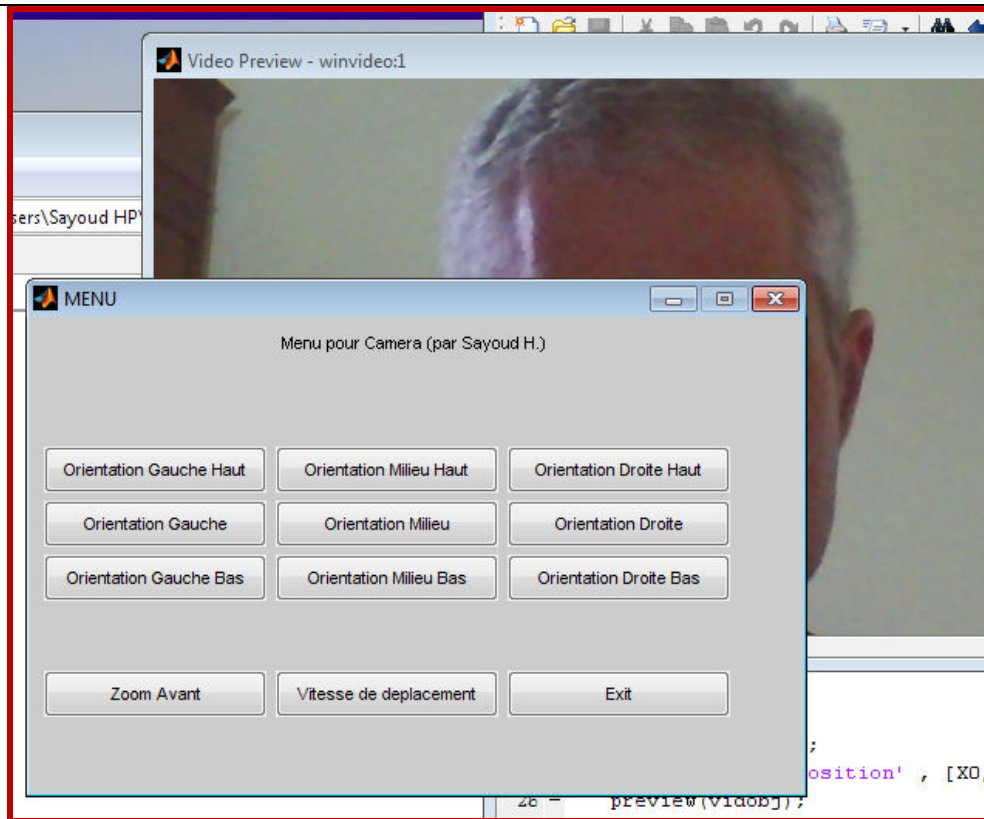 Video Preview - winvideo:1
sers\Sayoud HP\
MENU
Menu pour Camera (par Sayoud H.)
Orientation Gauche Haut
Orientation Milieu Haut
Orientation Droite Haut
Orientation Gauche
Orientation Milieu
Orientation Droite
Orientation Gauche Bas
Orientation Milieu Bas
Orientation Droite Bas
Zoom Avant
Vitesse de deplacement
Exit
;
osition' , [XO,
28 - preview(vidobj);